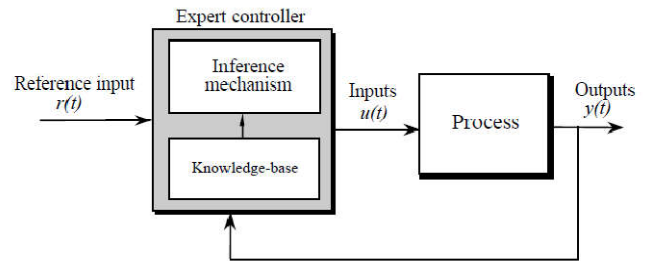 Expert controller
Inference
mechanism
Knowledge-base
Reference input
r(t)
Inputs
u(t)
Process
Outputs
y(t)